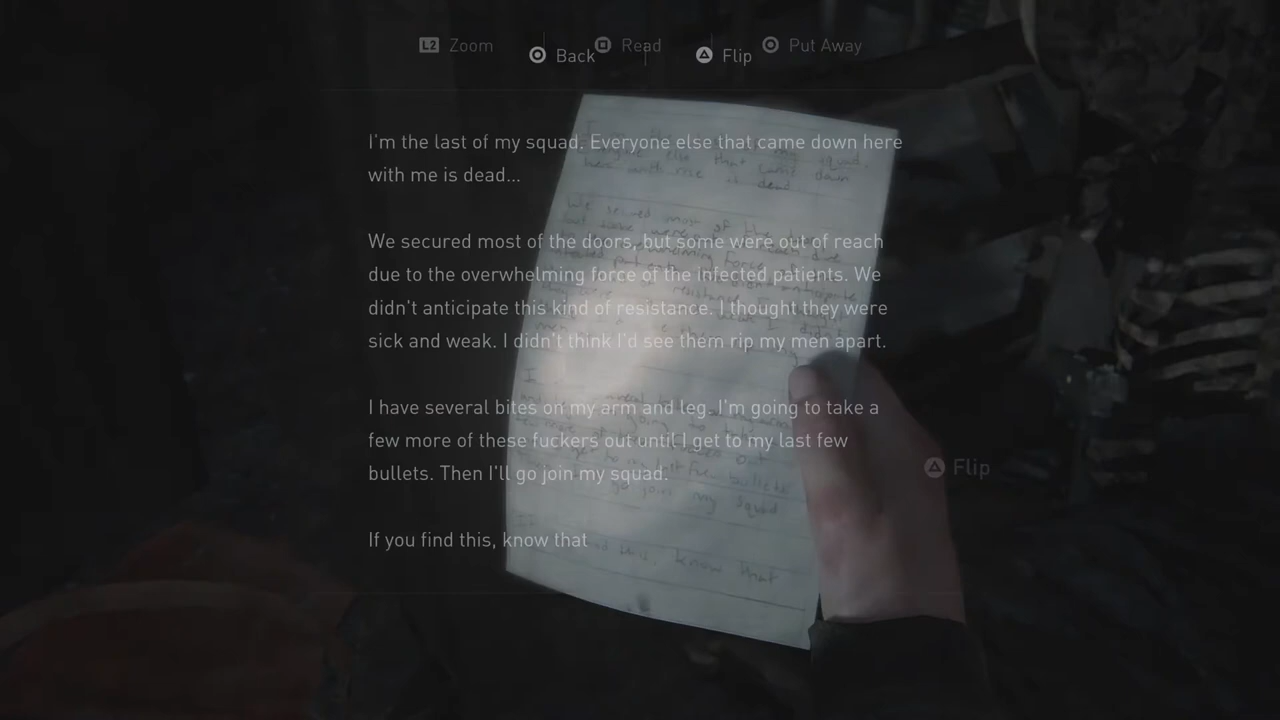 L2 Zoom
Read
Put Away
Back
Flip
I'm the last of my squad. Everyone else that came down here
with me is dead...
We secured most of the doors, but some were out of reach
due to the overwhelming force of the infected patients. We
didn't anticipate this kind of resistance. I thought they were
sick and weak. I didn't think I'd see them rip my men apart.
I have several bites on my arm and leg. I'm going to take a
few more of these fuckers out until I get to my last few
bullets. Then I'll go join my squad.
If you find this, know that
Flip